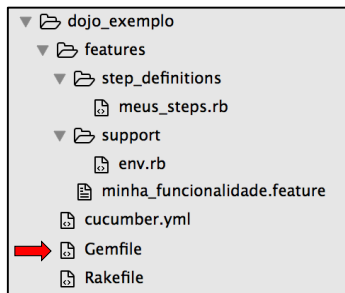 dojo_exemplo
features
step_definitions
meus_steps.rb
support
env.rb
minha_funcionalidade.feature
cucumber.yml
Gemfile
Rakefile